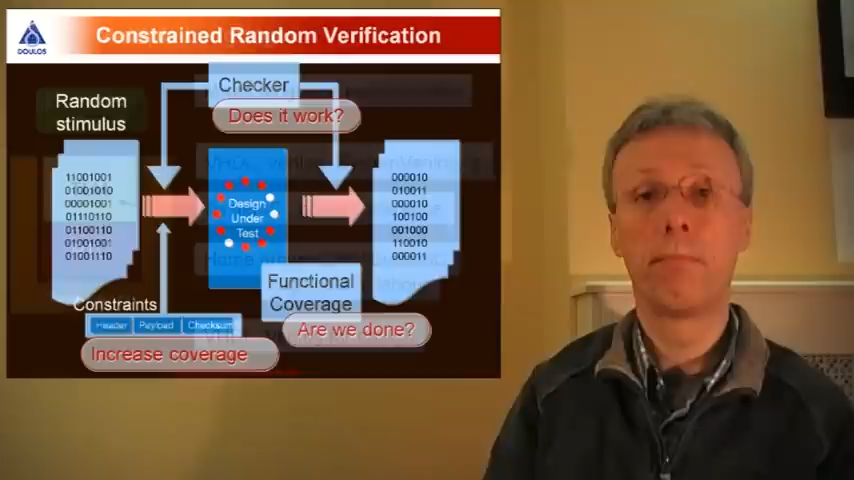 Constrained Random Verification
DOULOS
Checker
Does it work?
Random
stimulus
11001001
01001010
00001001
01110110
01100110
01001001
01001110
Design
Under
Test
000010
010011
000010
100100
001000
110010
000011
Functional
Coverage
Are we done?
Constraints
Header Payload Checksum
Increase coverage